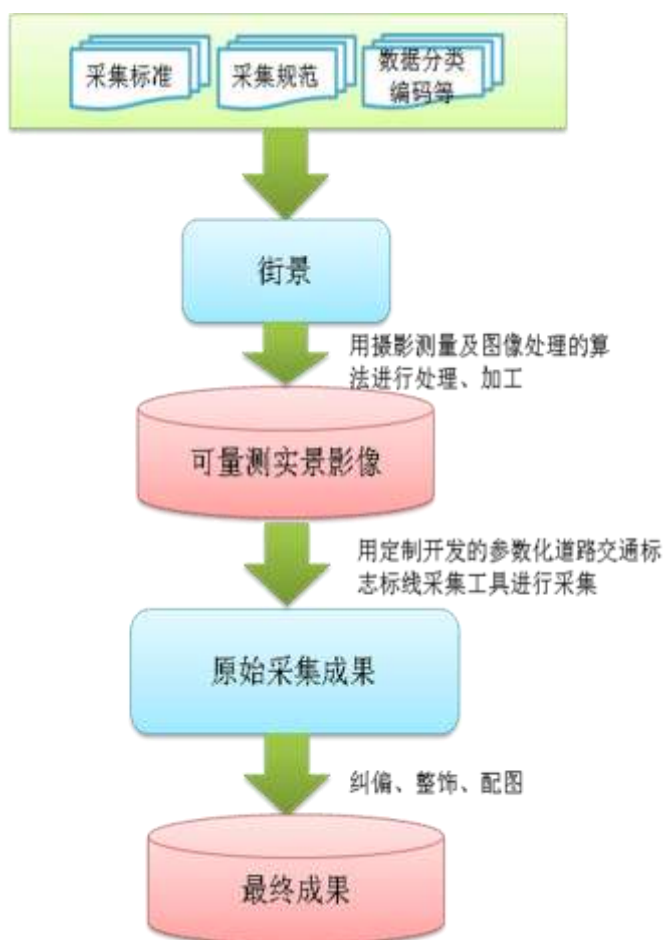 采集标准
采集规范
数据分类
编码等
街景
用摄影测量及图像处理的算
法进行处理、加工
可量测实景影像
用定制开发的参数化道路交通标
志标线采集工具进行采集
原始采集成果
纠偏、整饰、配图
最终成果